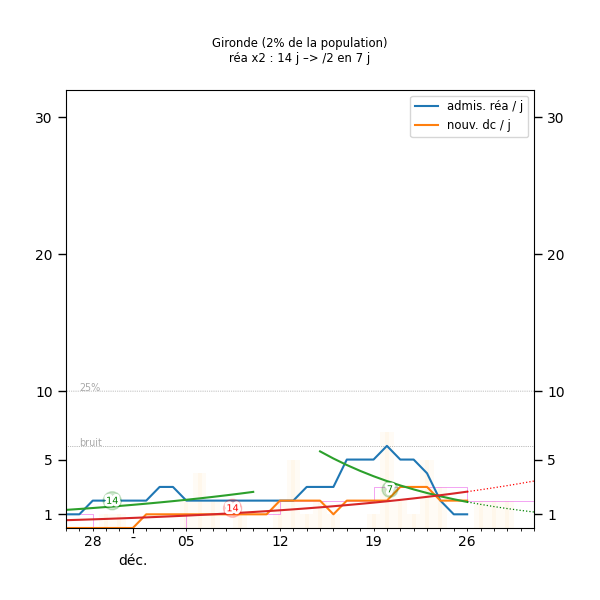 Gironde (2% de la population)
réa x2 : 14 j –> /2 en 7 j
admis. réa / j
nouv. dc / j
30 30
20 20
25%
10 10
bruit
5 5
14 7 14
1 1
28 - 05 12 19 26
déc.